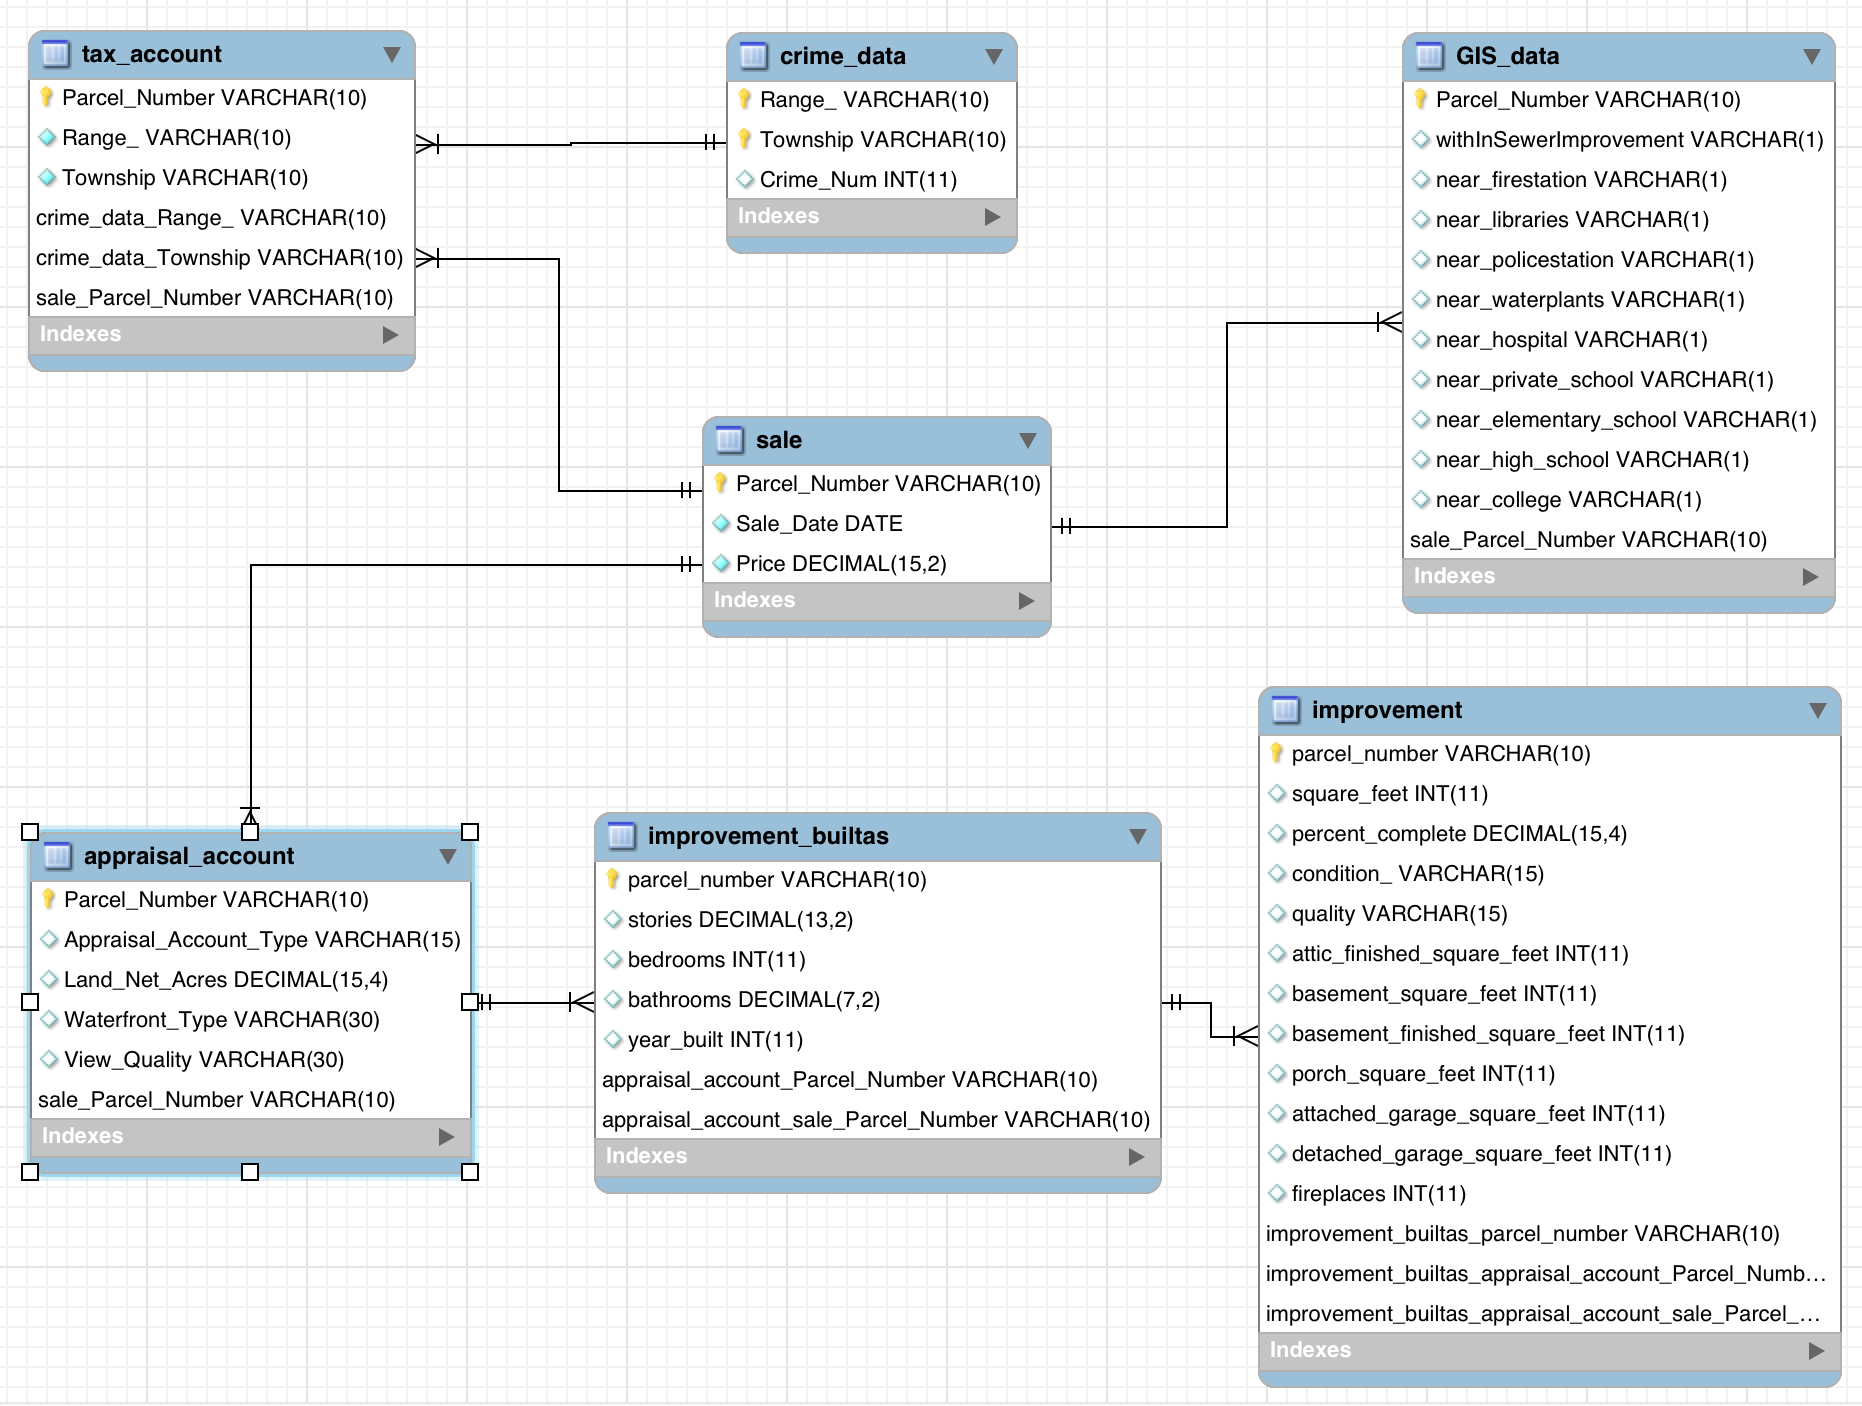 tax_account
Parcel_Number VARCHAR(10)
Range_ VARCHAR(10)
Township VARCHAR(10)
crime_data_Range_ VARCHAR(10)
crime_data_Township VARCHAR(10)
sale_Parcel_Number VARCHAR(10)
Indexes
crime_data
Range_ VARCHAR(10)
Township VARCHAR(10)
Crime_Num INT(11)
Indexes
GIS_data
Parcel_Number VARCHAR(10)
withInSewerImprovement VARCHAR(1)
near_firestation VARCHAR(1)
near_libraries VARCHAR(1)
near_policestation VARCHAR(1)
near_waterplants VARCHAR(1)
near_hospital VARCHAR(1)
near_private_school VARCHAR(1)
near_elementary_school VARCHAR(1)
near_high_school VARCHAR(1)
near_college VARCHAR(1)
sale_Parcel_Number VARCHAR(10)
Indexes
sale
Parcel_Number VARCHAR(10)
Sale_Date DATE
Price DECIMAL(15,2)
Indexes
appraisal_account
Parcel_Number VARCHAR(10)
Appraisal_Account_Type VARCHAR(15)
Land_Net_Acres DECIMAL(15,4)
Waterfront_Type VARCHAR(30)
View_Quality VARCHAR(30)
sale_Parcel_Number VARCHAR(10)
Indexes
improvement_builtas
parcel_number VARCHAR(10)
stories DECIMAL(13,2)
bedrooms INT(11)
bathrooms DECIMAL(7,2)
year_built INT(11)
appraisal_account_Parcel_Number VARCHAR(10)
appraisal_account_sale_Parcel_Number VARCHAR(10)
Indexes
improvement
parcel_number VARCHAR(10)
square_feet INT(11)
percent_complete DECIMAL(15,4)
condition_ VARCHAR(15)
quality VARCHAR(15)
attic_finished_square_feet INT(11)
basement_square_feet INT(11)
basement_finished_square_feet INT(11)
porch_square_feet INT(11)
attached_garage_square_feet INT(11)
detached_garage_square_feet INT(11)
fireplaces INT(11)
improvement_builtas_parcel_number VARCHAR(10)
improvement_builtas_appraisal_account_Parcel_Numb...
improvement_builtas_appraisal_account_sale_Parcel_...
Indexes